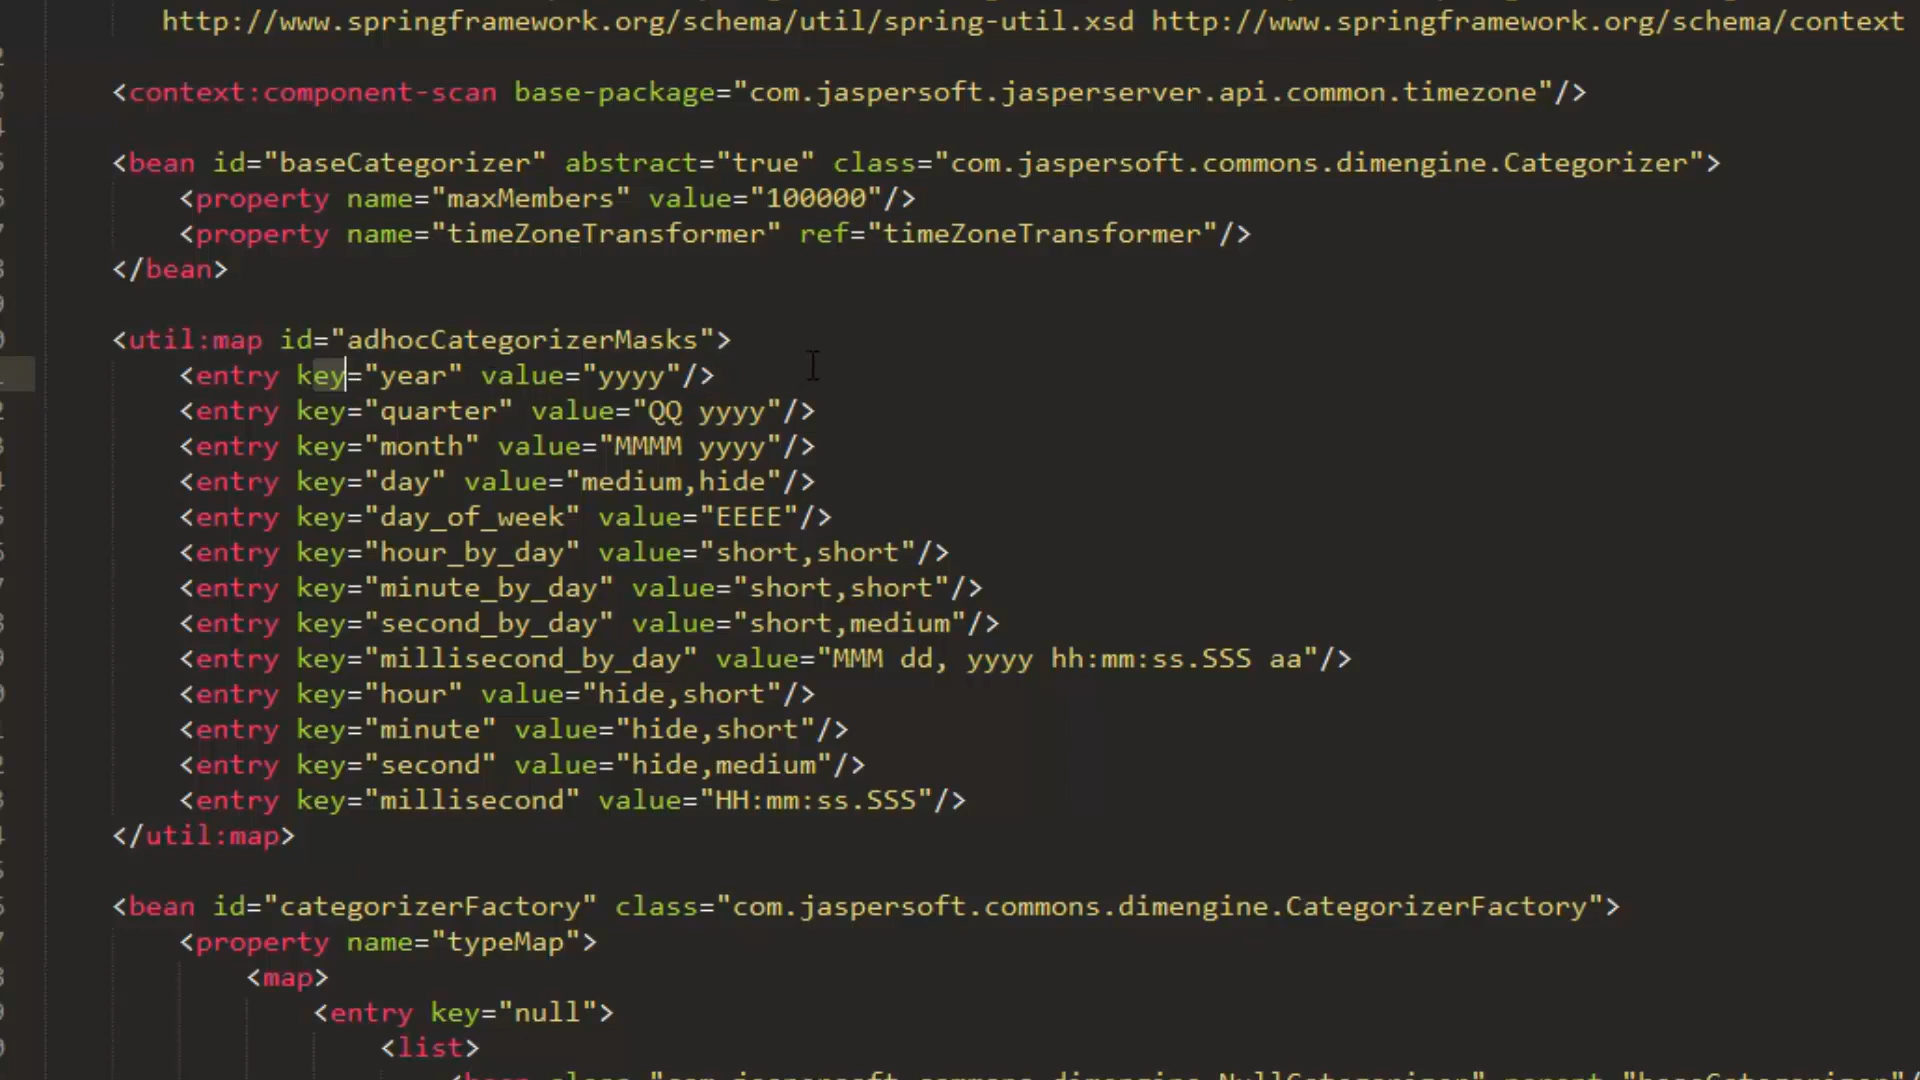 http://www.springframework.org/schema/util/spring-util.xsd http://www.springframework.org/schema/context
<context:component-scan base-package="com.jaspersoft.jasperserver.api.common.timezone"/>
<bean id="baseCategorizer" abstract="true" class="com.jaspersoft.commons.dimengine.Categorizer">
<property name="maxMembers" value="100000"/>
<property name="timeZoneTransformer" ref="timeZoneTransformer"/>
</bean>
<util:map id="adhocCategorizerMasks">
<entry key="year" value="yyyy"/>
<entry key="quarter" value="QQ yyyy"/>
<entry key="month" value="MMMM yyyy"/>
<entry key="day" value="medium,hide"/>
<entry key="day_of_week" value="EEEE"/>
<entry key="hour_by_day" value="short,short"/>
<entry key="minute_by_day" value="short,short"/>
<entry key="second_by_day" value="short,medium"/>
<entry key="millisecond_by_day" value="MMM dd, yyyy hh:mm:ss.SSS aa"/>
<entry key="hour" value="hide,short"/>
<entry key="minute" value="hide,short"/>
<entry key="second" value="hide,medium"/>
<entry key="millisecond" value="HH:mm:ss.SSS"/>
</util:map>
<bean id="categorizerFactory" class="com.jaspersoft.commons.dimengine.CategorizerFactory">
<property name="typeMap">
<map>
<entry key="null">
<list>